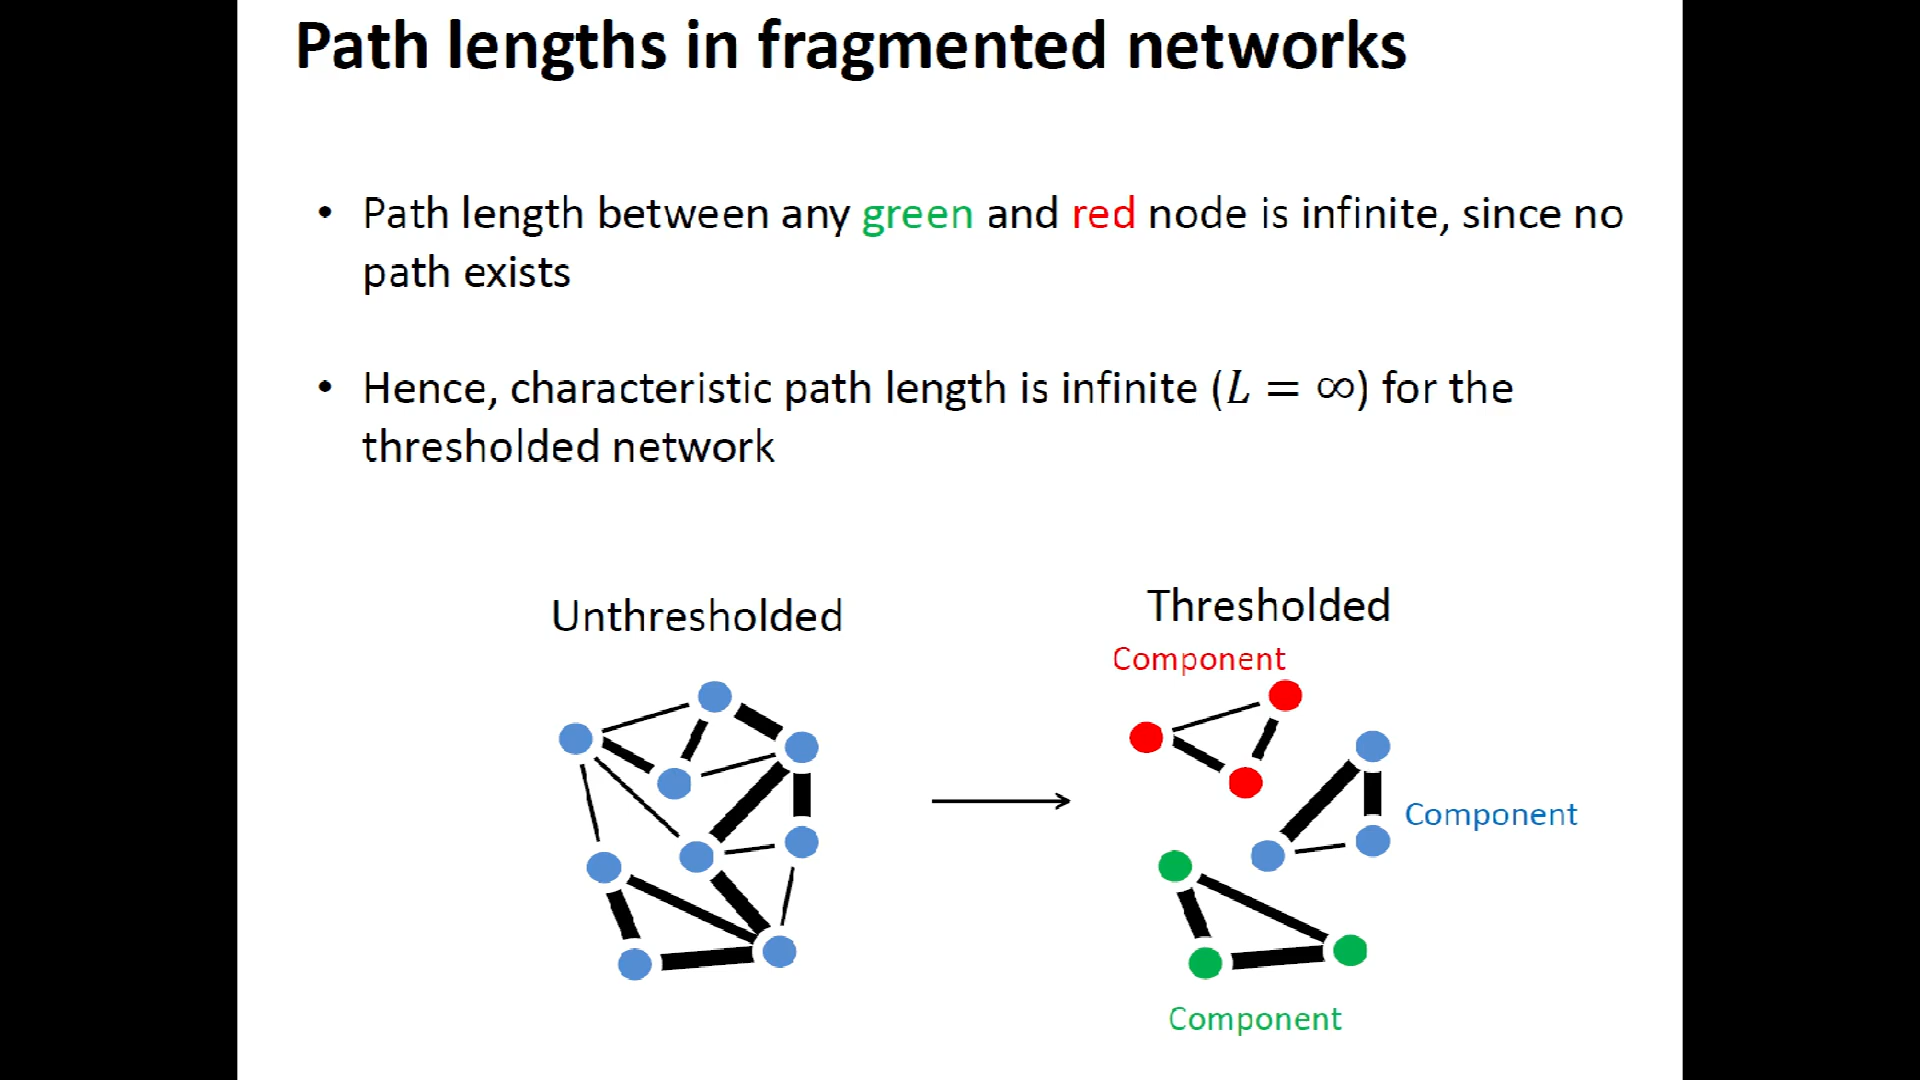 Path lengths in fragmented networks
• Path length between any green and red node is infinite, since no
path exists
• Hence, characteristic path length is infinite (L = ∞) for the
thresholded network
Unthresholded
Thresholded
Component
Component
Component